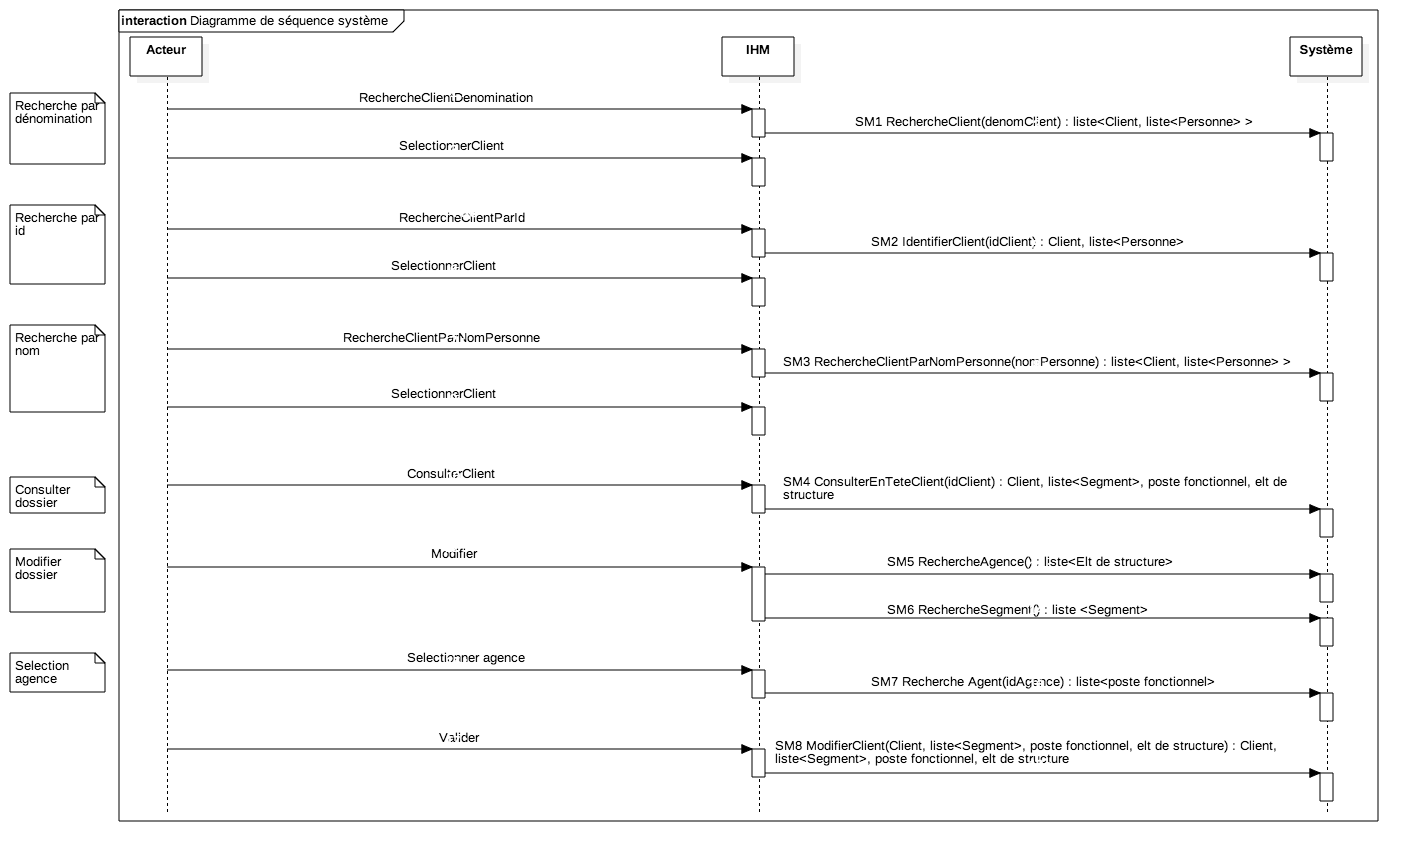 interaction Diagramme de séquence système
Acteur
IHM
Système
Recherche par
dénomination
RechercheClientDenomination
SM1 RechercheClient(denomClient) : liste<Client, liste<Personne> >
SelectionnerClient
Recherche par
id
RechercheClientParId
SM2 IdentifierClient(idClient) : Client, liste<Personne>
SelectionnerClient
Recherche par
nom
RechercheClientParNomPersonne
SM3 RechercheClientParNomPersonne(nomPersonne) : liste<Client, liste<Personne> >
SelectionnerClient
Consulter
dossier
ConsulterClient
SM4 ConsulterEnTeteClient(idClient) : Client, liste<Segment>, poste fonctionnel, elt de
structure
Modifier
dossier
Modifier
SM5 RechercheAgence() : liste<Elt de structure>
SM6 RechercheSegment() : liste <Segment>
Selection
agence
Selectionner agence
SM7 Recherche Agent(idAgence) : liste<poste fonctionnel>
Valider
SM8 ModifierClient(Client, liste<Segment>, poste fonctionnel, elt de structure) : Client,
liste<Segment>, poste fonctionnel, elt de structure